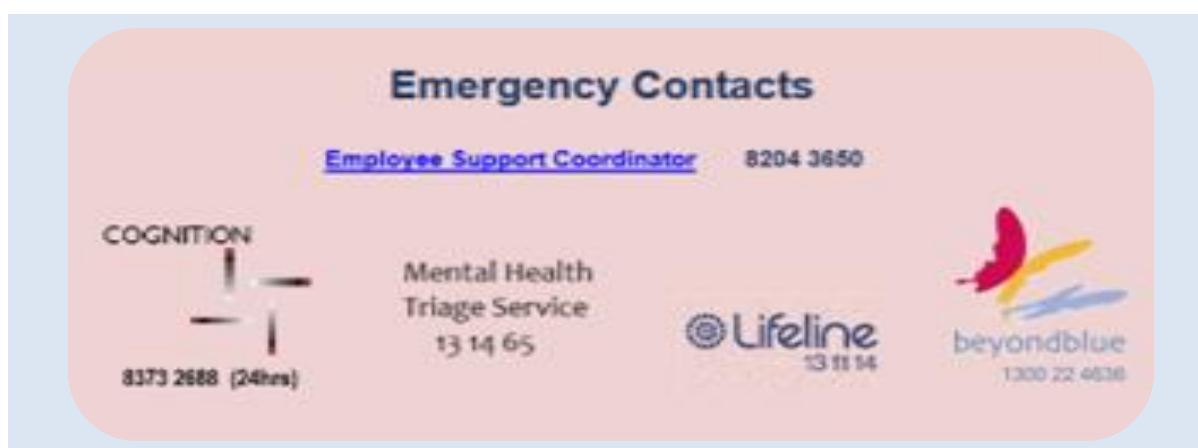 Emergency Contacts
Employee Support Coordinator 8204 3650
COGNITION
8373 2688 (24hrs)
Mental Health
Triage Service
13 14 65
Lifeline
13 11 14
beyondblue
1300 22 4636